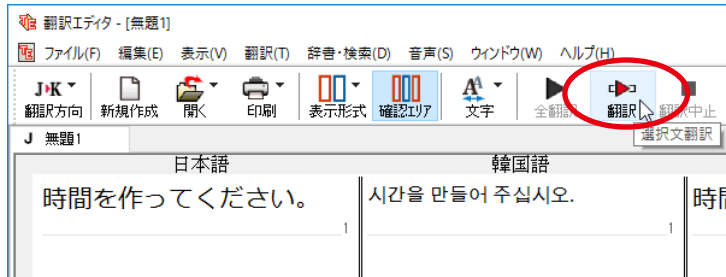 翻訳エディタ - [無題1]
ファイル(F) 編集(E) 表示(V) 翻訳(T) 辞書・検索(D) 音声(S) ウィンドウ(W) ヘルプ(H)
J▸K
翻訳方向 新規作成 開く 印刷 表示形式 確認エリア 文字 全翻訳 翻訳 翻訳中止
選択文翻訳
J 無題1
日本語 韓国語
時間を作ってください。 시간을 만들어 주십시오. 時
1 1